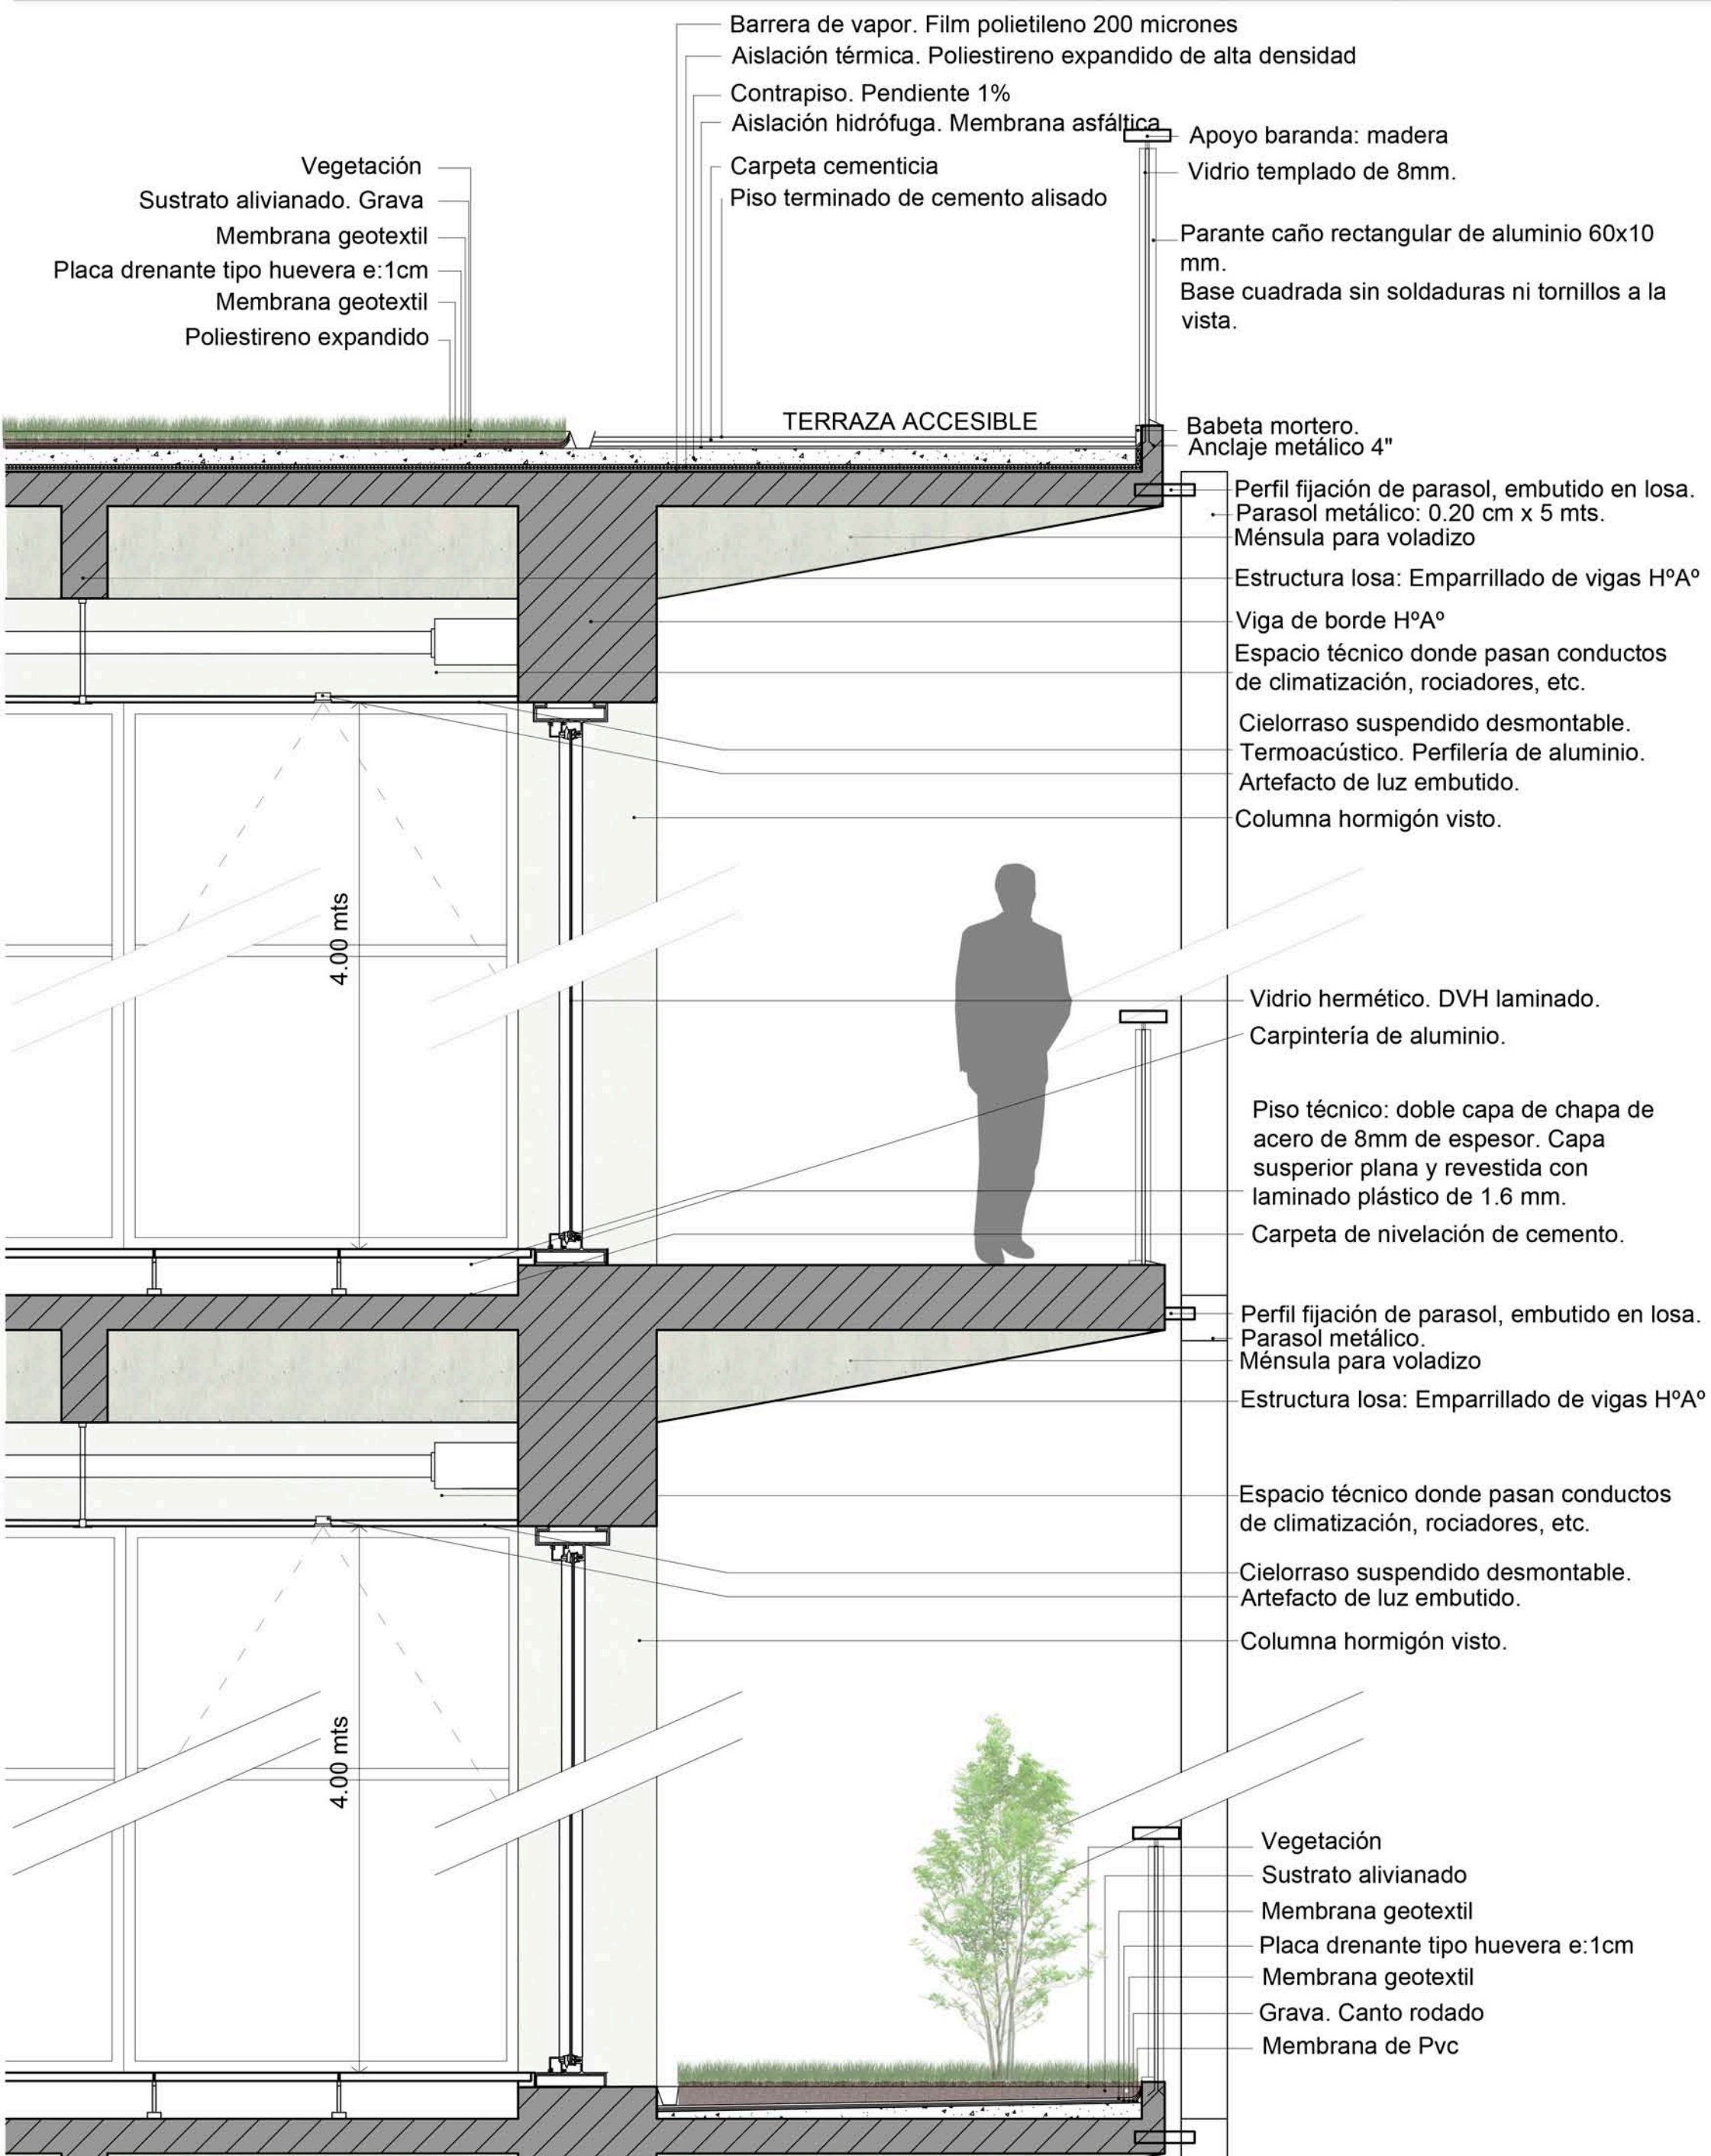 Barrera de vapor. Film polietileno 200 micrones
Aislación térmica. Poliestireno expandido de alta densidad
Contrapiso. Pendiente 1%
Aislación hidrófuga. Membrana asfáltica
Carpeta cementicia
Piso terminado de cemento alisado
Vegetación
Sustrato alivianado. Grava
Membrana geotextil
Placa drenante tipo huevera e:1cm
Membrana geotextil
Poliestireno expandido
Apoyo baranda: madera
Vidrio templado de 8mm.
Parante caño rectangular de aluminio 60x10
mm.
Base cuadrada sin soldaduras ni tornillos a la
vista.
TERRAZA ACCESIBLE
Babeta mortero.
Anclaje metálico 4"
Perfil fijación de parasol, embutido en losa.
Parasol metálico: 0.20 cm x 5 mts.
Ménsula para voladizo
Estructura losa: Emparrillado de vigas HºAº
Viga de borde HºAº
Espacio técnico donde pasan conductos
de climatización, rociadores, etc.
Cielorraso suspendido desmontable.
Termoacústico. Perfilería de aluminio.
Artefacto de luz embutido.
Columna hormigón visto.
4.00 mts
Vidrio hermético. DVH laminado.
Carpintería de aluminio.
Piso técnico: doble capa de chapa de
acero de 8mm de espesor. Capa
susperior plana y revestida con
laminado plástico de 1.6 mm.
Carpeta de nivelación de cemento.
Perfil fijación de parasol, embutido en losa.
Parasol metálico.
Ménsula para voladizo
Estructura losa: Emparrillado de vigas HºAº
Espacio técnico donde pasan conductos
de climatización, rociadores, etc.
Cielorraso suspendido desmontable.
Artefacto de luz embutido.
Columna hormigón visto.
4.00 mts
Vegetación
Sustrato alivianado
Membrana geotextil
Placa drenante tipo huevera e:1cm
Membrana geotextil
Grava. Canto rodado
Membrana de Pvc